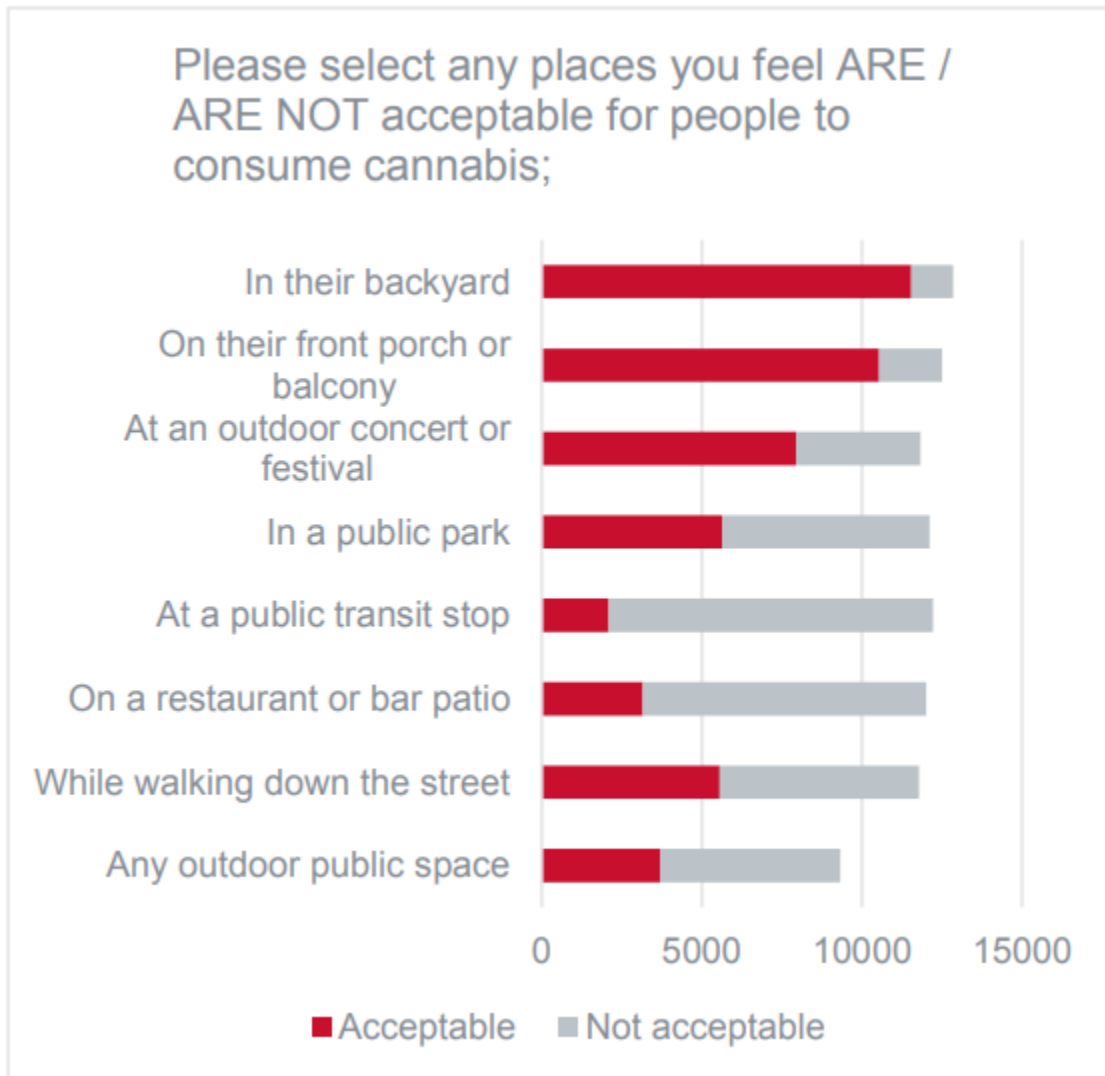 Please select any places you feel ARE /
ARE NOT acceptable for people to
consume cannabis;
In their backyard
On their front porch or
balcony
At an outdoor concert or
festival
In a public park
At a public transit stop
On a restaurant or bar patio
While walking down the street
Any outdoor public space
0 5000 10000 15000
Acceptable Not acceptable